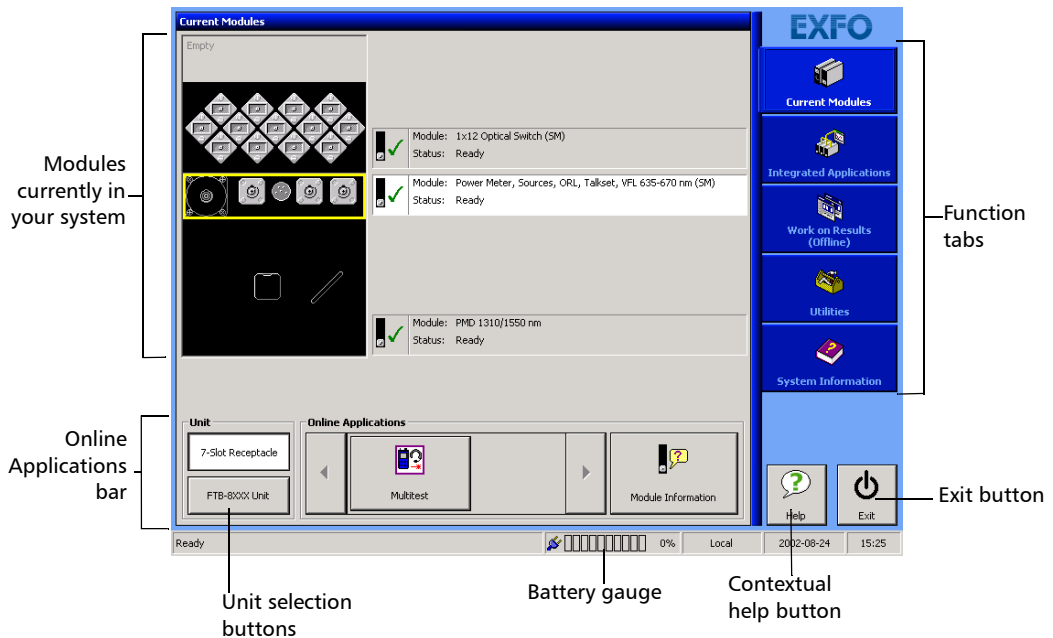 Current Modules
EXFO
Empty
Current Modules
Module: 1x12 Optical Switch (SM)
Status: Ready
Integrated Applications
Modules
currently in
your system
Module: Power Meter, Sources, ORL, Talkset, VFL 635-670 nm (SM)
Status: Ready
Function
tabs
Work on Results
(Offline)
Utilities
Module: PMD 1310/1550 nm
Status: Ready
System Information
Online
Applications
bar
Unit
7-Slot Receptacle
FTB-8XXX Unit
Online Applications
Multitest
Module Information
Help
Exit
Exit button
Ready
0%
Local
2002-08-24
15:25
Unit selection
buttons
Battery gauge
Contextual
help button